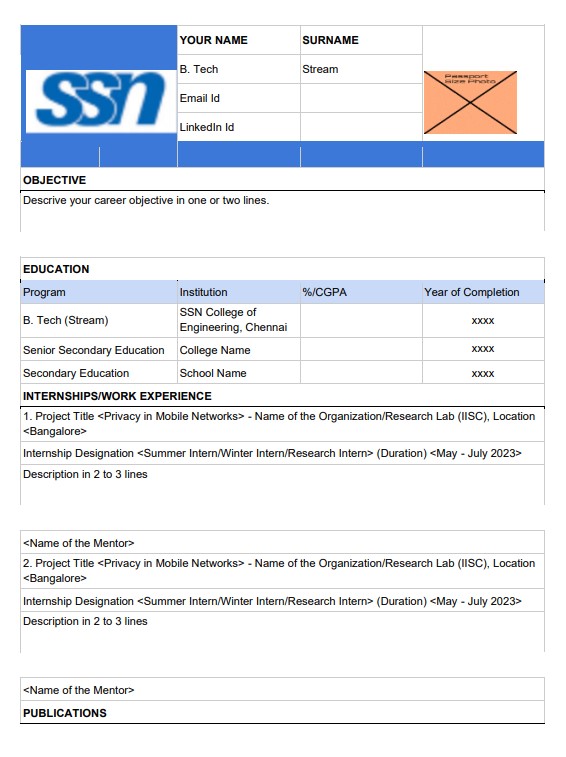 YOUR NAME SURNAME
ssn
B. Tech Stream
Passport
Size Photo
Email Id
LinkedIn Id
OBJECTIVE
Descrive your career objective in one or two lines.
EDUCATION
Program Institution %/CGPA Year of Completion
B. Tech (Stream) SSN College of
Engineering, Chennai xxxx
Senior Secondary Education College Name xxxx
Secondary Education School Name xxxx
INTERNSHIPS/WORK EXPERIENCE
1. Project Title <Privacy in Mobile Networks> - Name of the Organization/Research Lab (IISC), Location
<Bangalore>
Internship Designation <Summer Intern/Winter Intern/Research Intern> (Duration) <May - July 2023>
Description in 2 to 3 lines
<Name of the Mentor>
2. Project Title <Privacy in Mobile Networks> - Name of the Organization/Research Lab (IISC), Location
<Bangalore>
Internship Designation <Summer Intern/Winter Intern/Research Intern> (Duration) <May - July 2023>
Description in 2 to 3 lines
<Name of the Mentor>
PUBLICATIONS